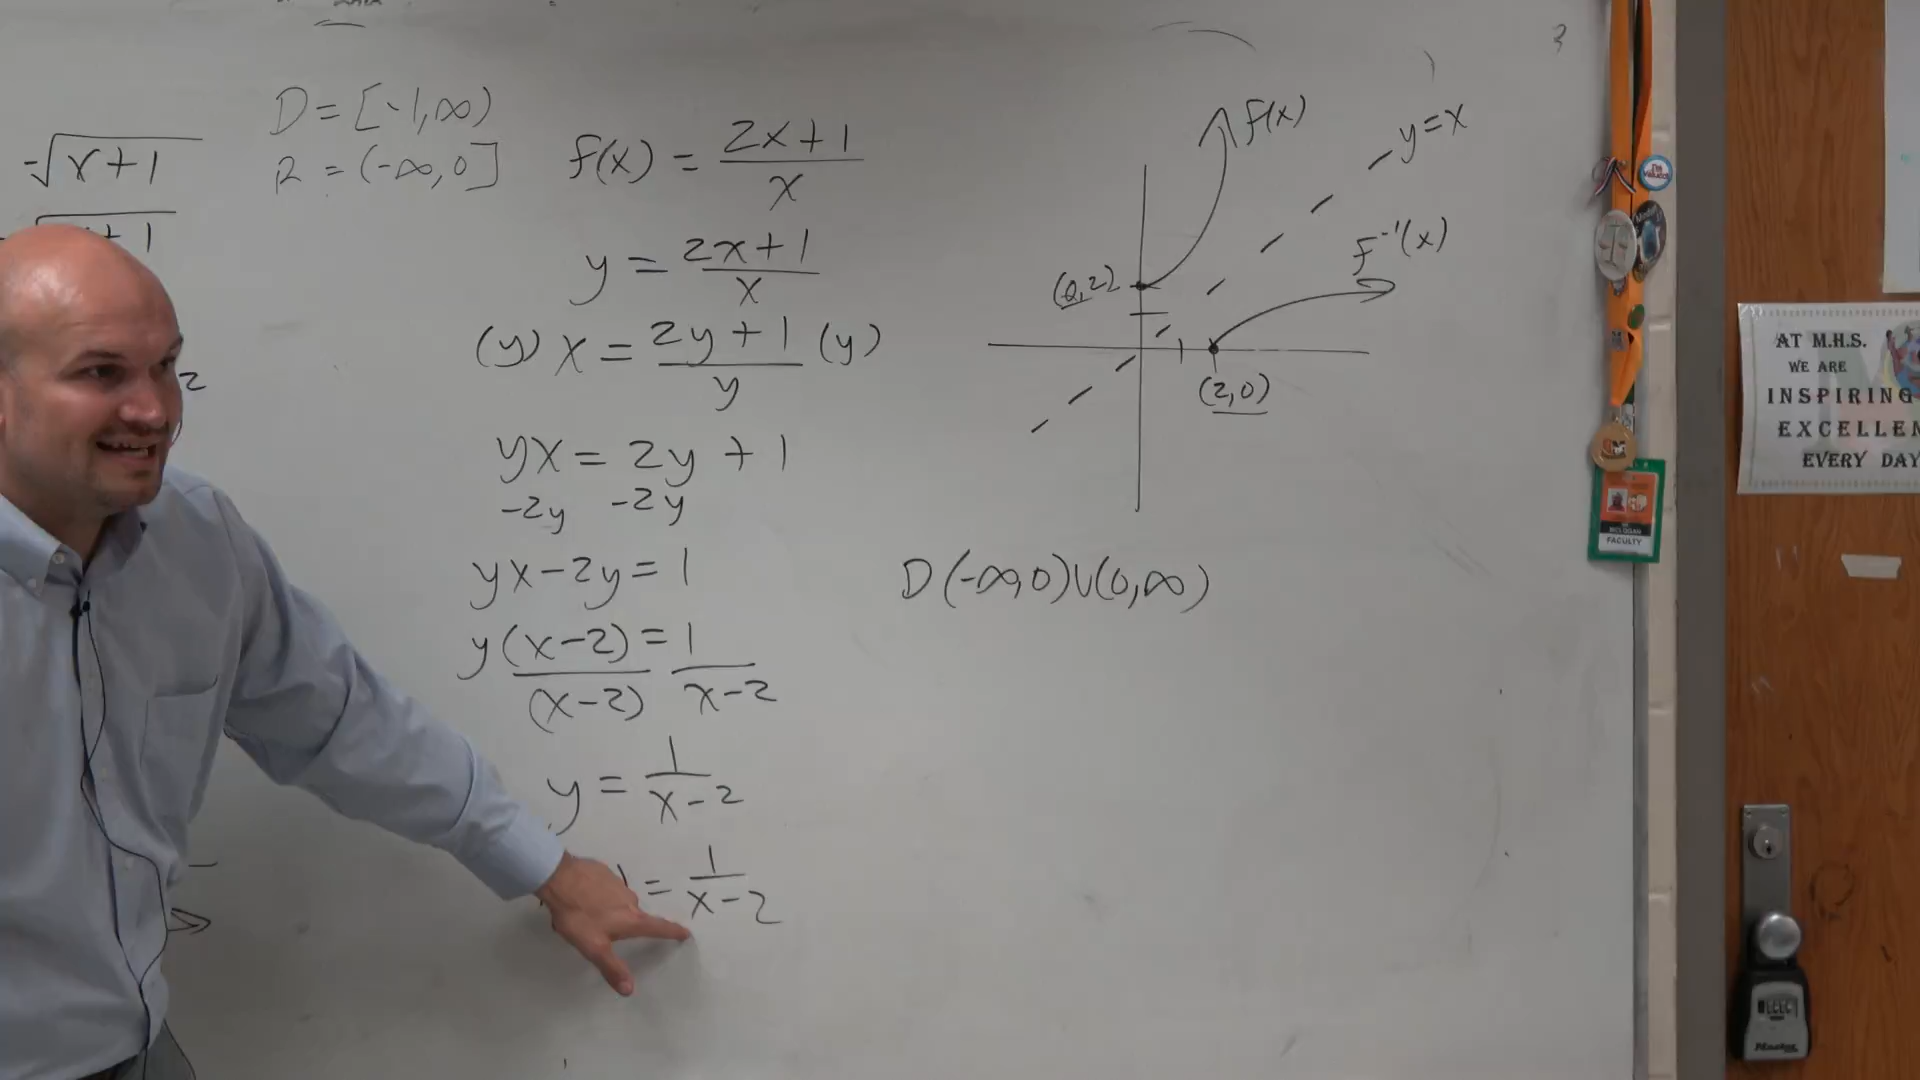 D = [-1, ∞)
R = (-∞, 0]
-√x+1
f(x) = 2x+1 / x
y = 2x+1 / x
(y) x = 2y+1 / y (y)
yx = 2y + 1
-2y -2y
yx-2y = 1
y(x-2) = 1
(x-2) x-2
y = 1 / x-2
= 1 / x-2
f(x)
y=x
F⁻¹(x)
(0,2)
(2,0)
D (-∞,0)∪(0,∞)
AT M.H.S.
WE ARE
INSPIRING
EXCELLEN
EVERY DAY
FACULTY
Master